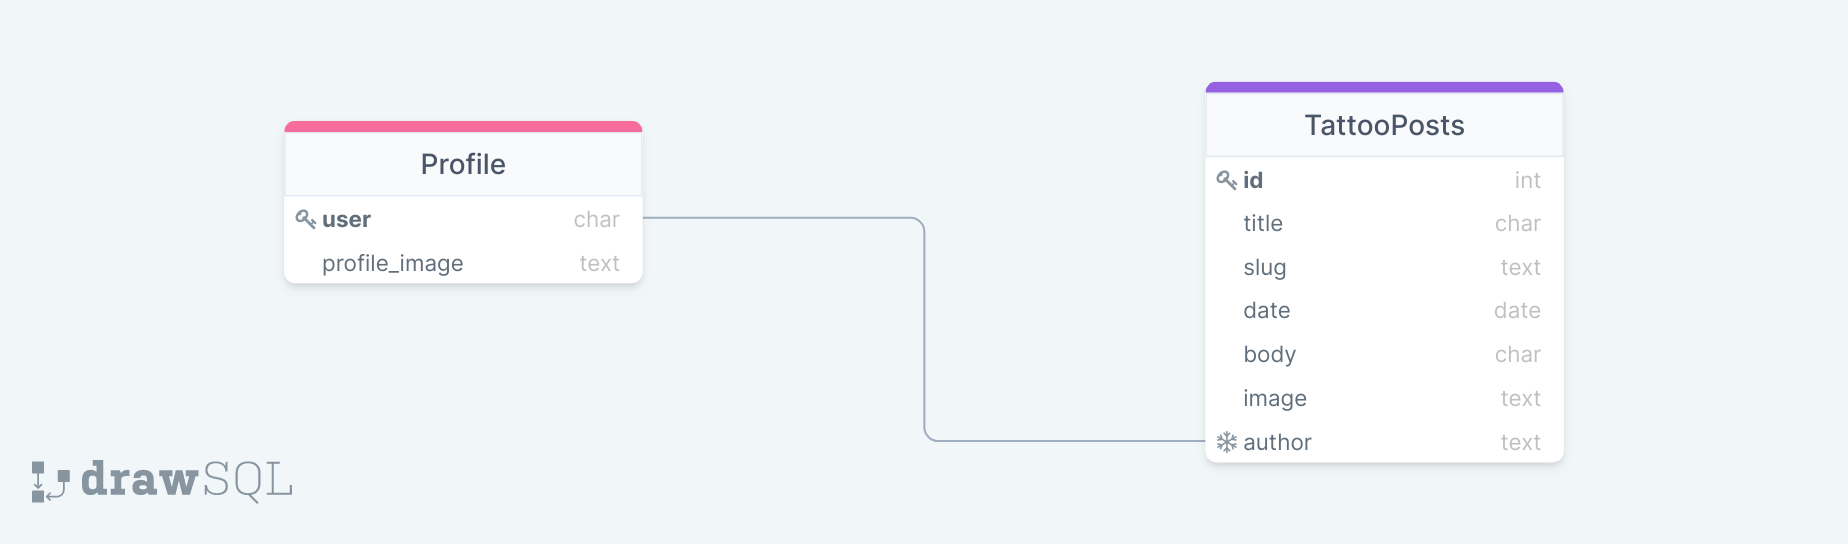 Profile
user char
profile_image text
TattooPosts
id int
title char
slug text
date date
body char
image text
author text
drawSQL